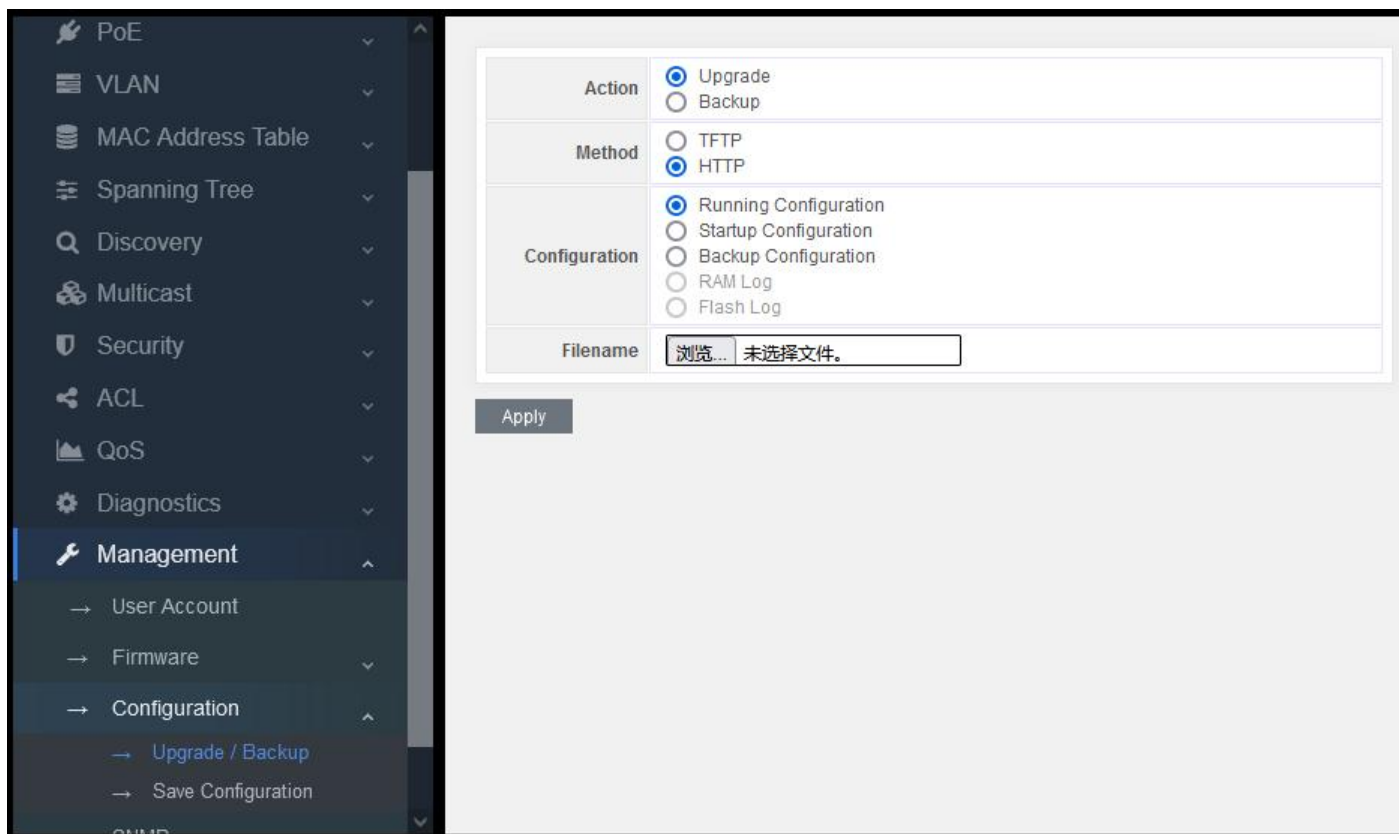 PoE
VLAN
MAC Address Table
Spanning Tree
Discovery
Multicast
Security
ACL
QoS
Diagnostics
Management
→ User Account
→ Firmware
→ Configuration
→ Upgrade / Backup
→ Save Configuration
SNMP
Action
Upgrade
Backup
Method
TFTP
HTTP
Configuration
Running Configuration
Startup Configuration
Backup Configuration
RAM Log
Flash Log
Filename
浏览... 未选择文件。
Apply